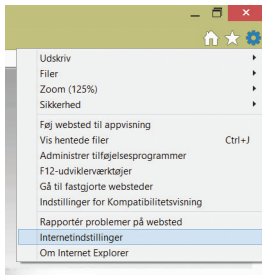 Udskriv
Filer
Zoom (125%)
Sikkerhed
Føj websted til appvisning
Vis hentede filer Ctrl+J
Administrer tilføjelsesprogrammer
F12-udviklerværktøjer
Gå til fastgjorte websteder
Indstillinger for Kompatibilitetsvisning
Rapportér problemer på websted
Internetindstillinger
Om Internet Explorer